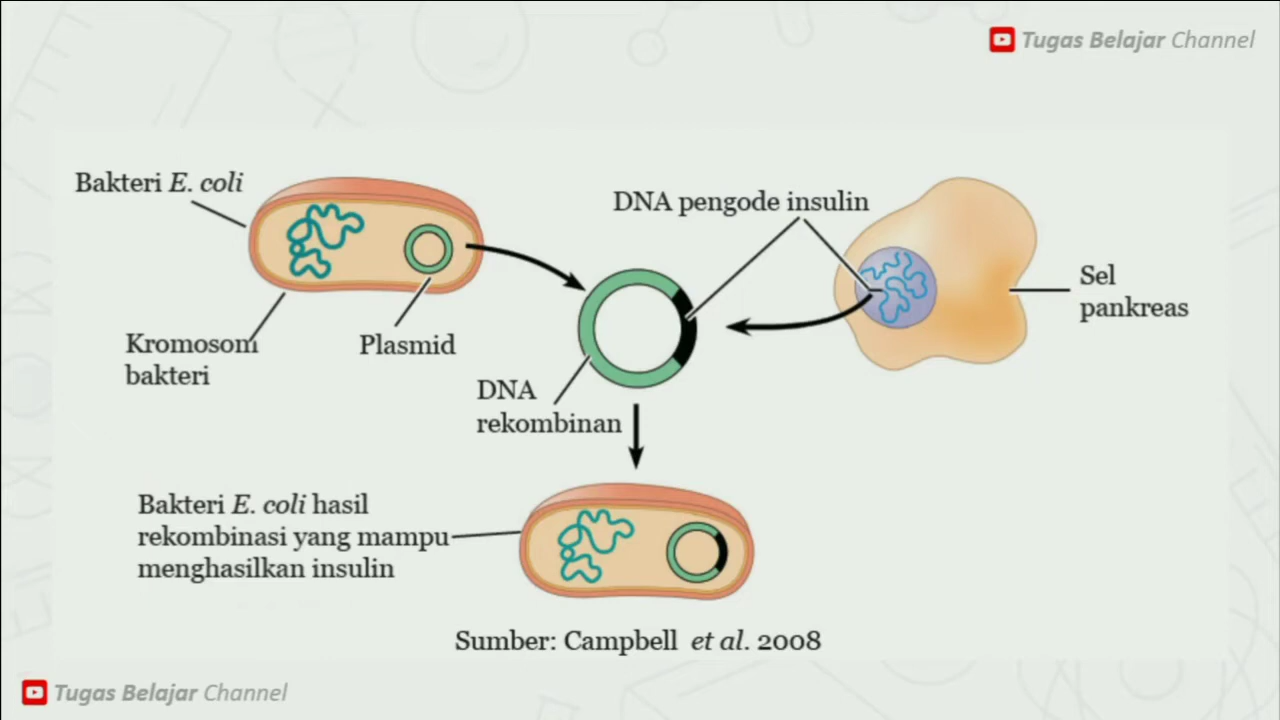 Tugas Belajar Channel
Bakteri E. coli
DNA pengode insulin
Sel
pankreas
Kromosom
bakteri
Plasmid
DNA
rekombinan
Bakteri E. coli hasil
rekombinasi yang mampu
menghasilkan insulin
Sumber: Campbell et al. 2008
Tugas Belajar Channel